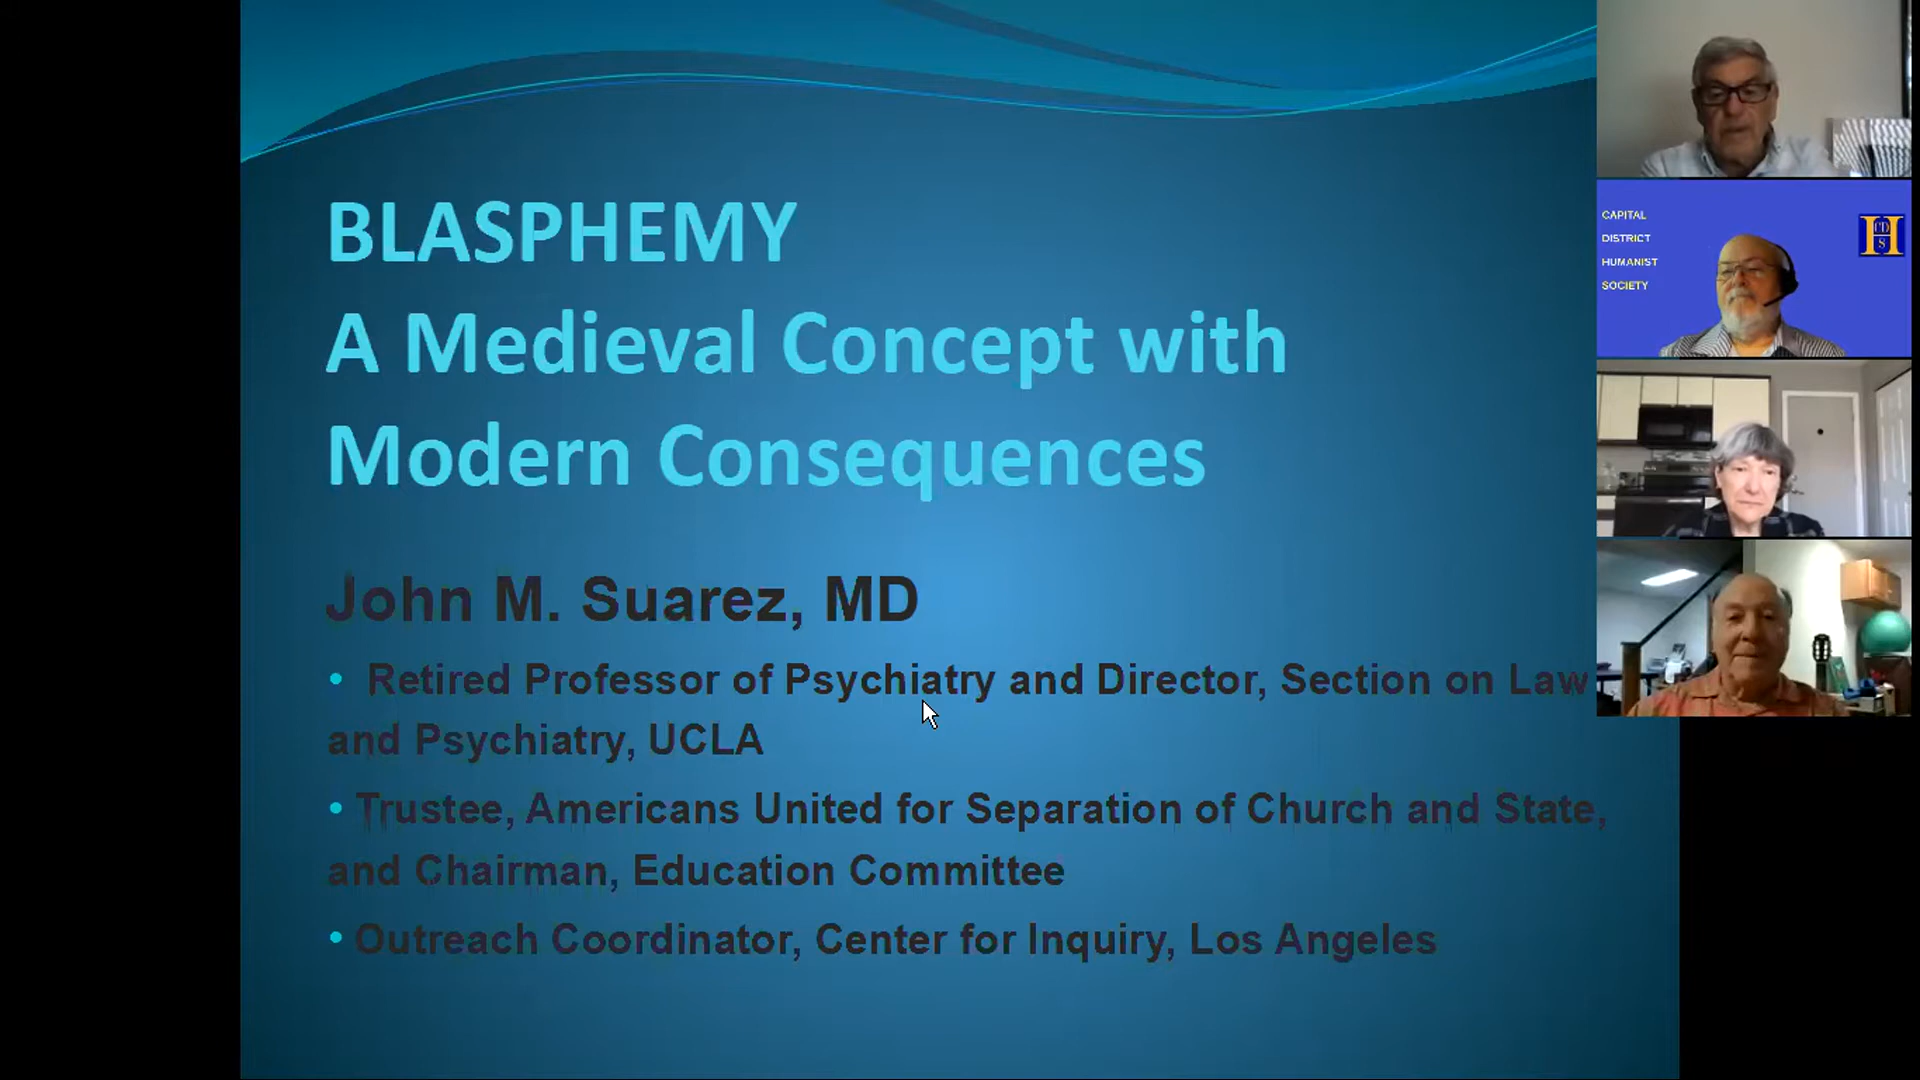 BLASPHEMY
A Medieval Concept with
Modern Consequences
John M. Suarez, MD
• Retired Professor of Psychiatry and Director, Section on Law
and Psychiatry, UCLA
• Trustee, Americans United for Separation of Church and State,
and Chairman, Education Committee
• Outreach Coordinator, Center for Inquiry, Los Angeles
CAPITAL
DISTRICT
HUMANIST
SOCIETY
H
CD
S